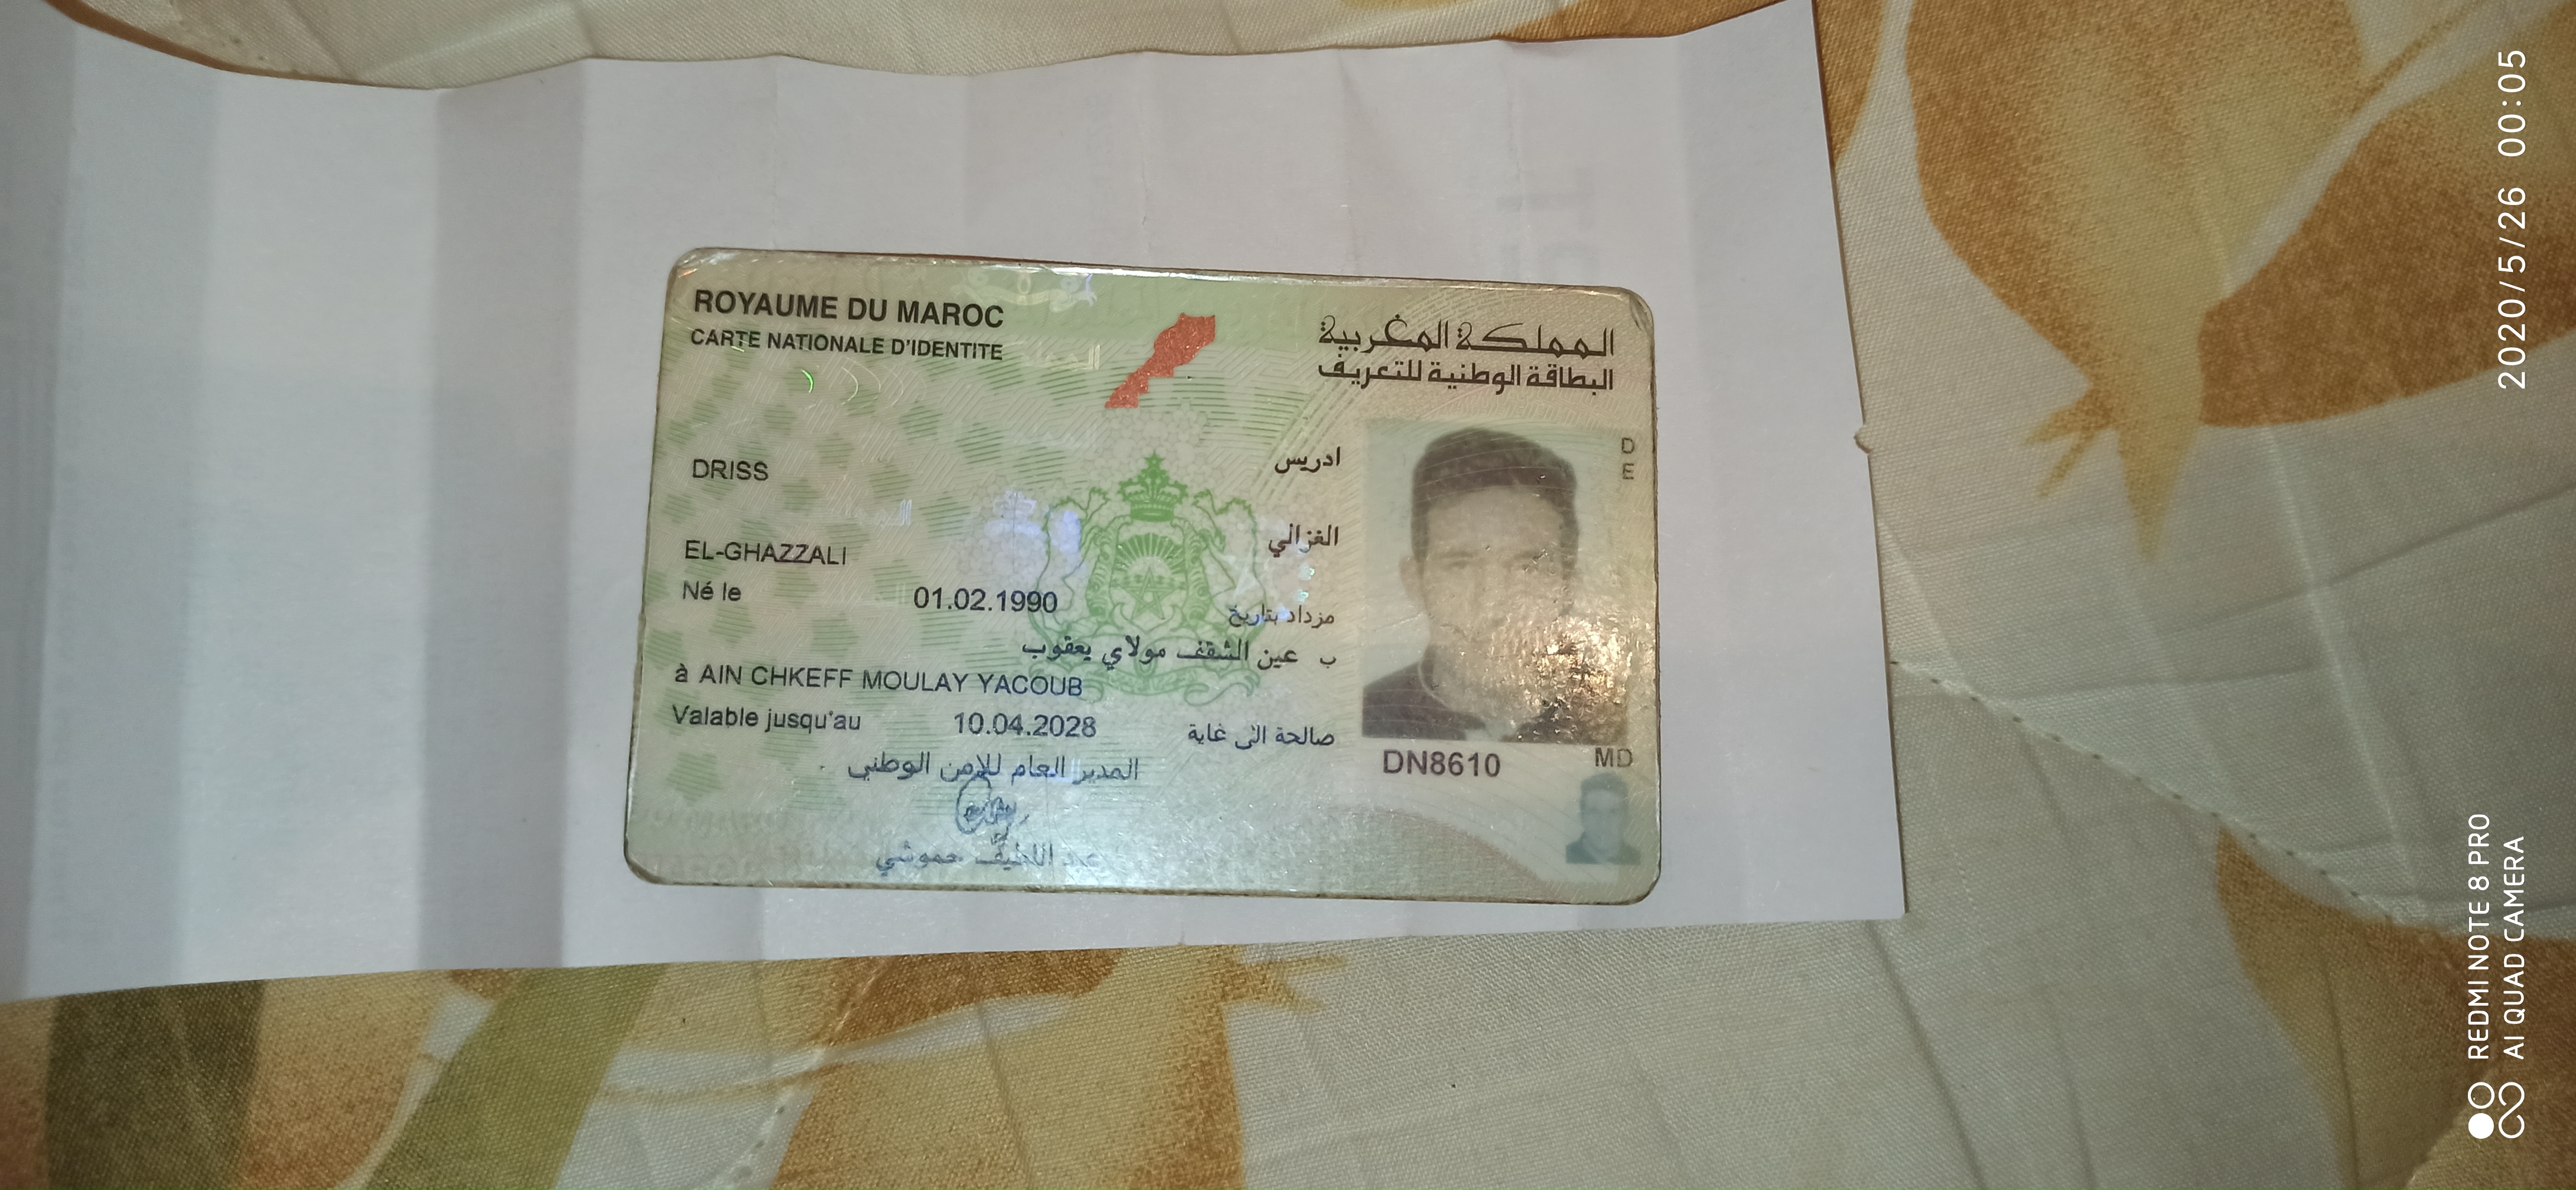 ROYAUME DU MAROC
CARTE NATIONALE D'IDENTITE
المملكة المغربية
البطاقة الوطنية للتعريف
DRISS
ادريس
EL-GHAZZALI
الغزالي
Né le 01.02.1990
مزداد بتاريخ
ب عين الشقف مولاي يعقوب
à AIN CHKEFF MOULAY YACOUB
Valable jusqu'au 10.04.2028
صالحة الى غاية
المدير العام للأمن الوطني
عبد اللطيف حموشي
D
E
MD
DN8610
REDMI NOTE 8 PRO
AI QUAD CAMERA
2020/5/26 00:05